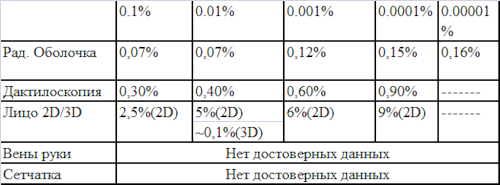 0.1% 0.01% 0.001% 0.0001% 0.00001
%
Рад. Оболочка 0,07% 0,07% 0,12% 0,15% 0,16%
Дактилоскопия 0,30% 0,40% 0,60% 0,90% -------
Лицо 2D/3D 2,5%(2D) 5%(2D) 6%(2D) 9%(2D) -------
~0,1%(3D)
Вены руки Нет достоверных данных
Сетчатка Нет достоверных данных